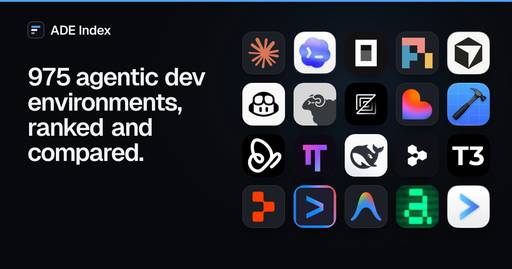 ADE Index
975 agentic dev
environments,
ranked and
compared.
T3